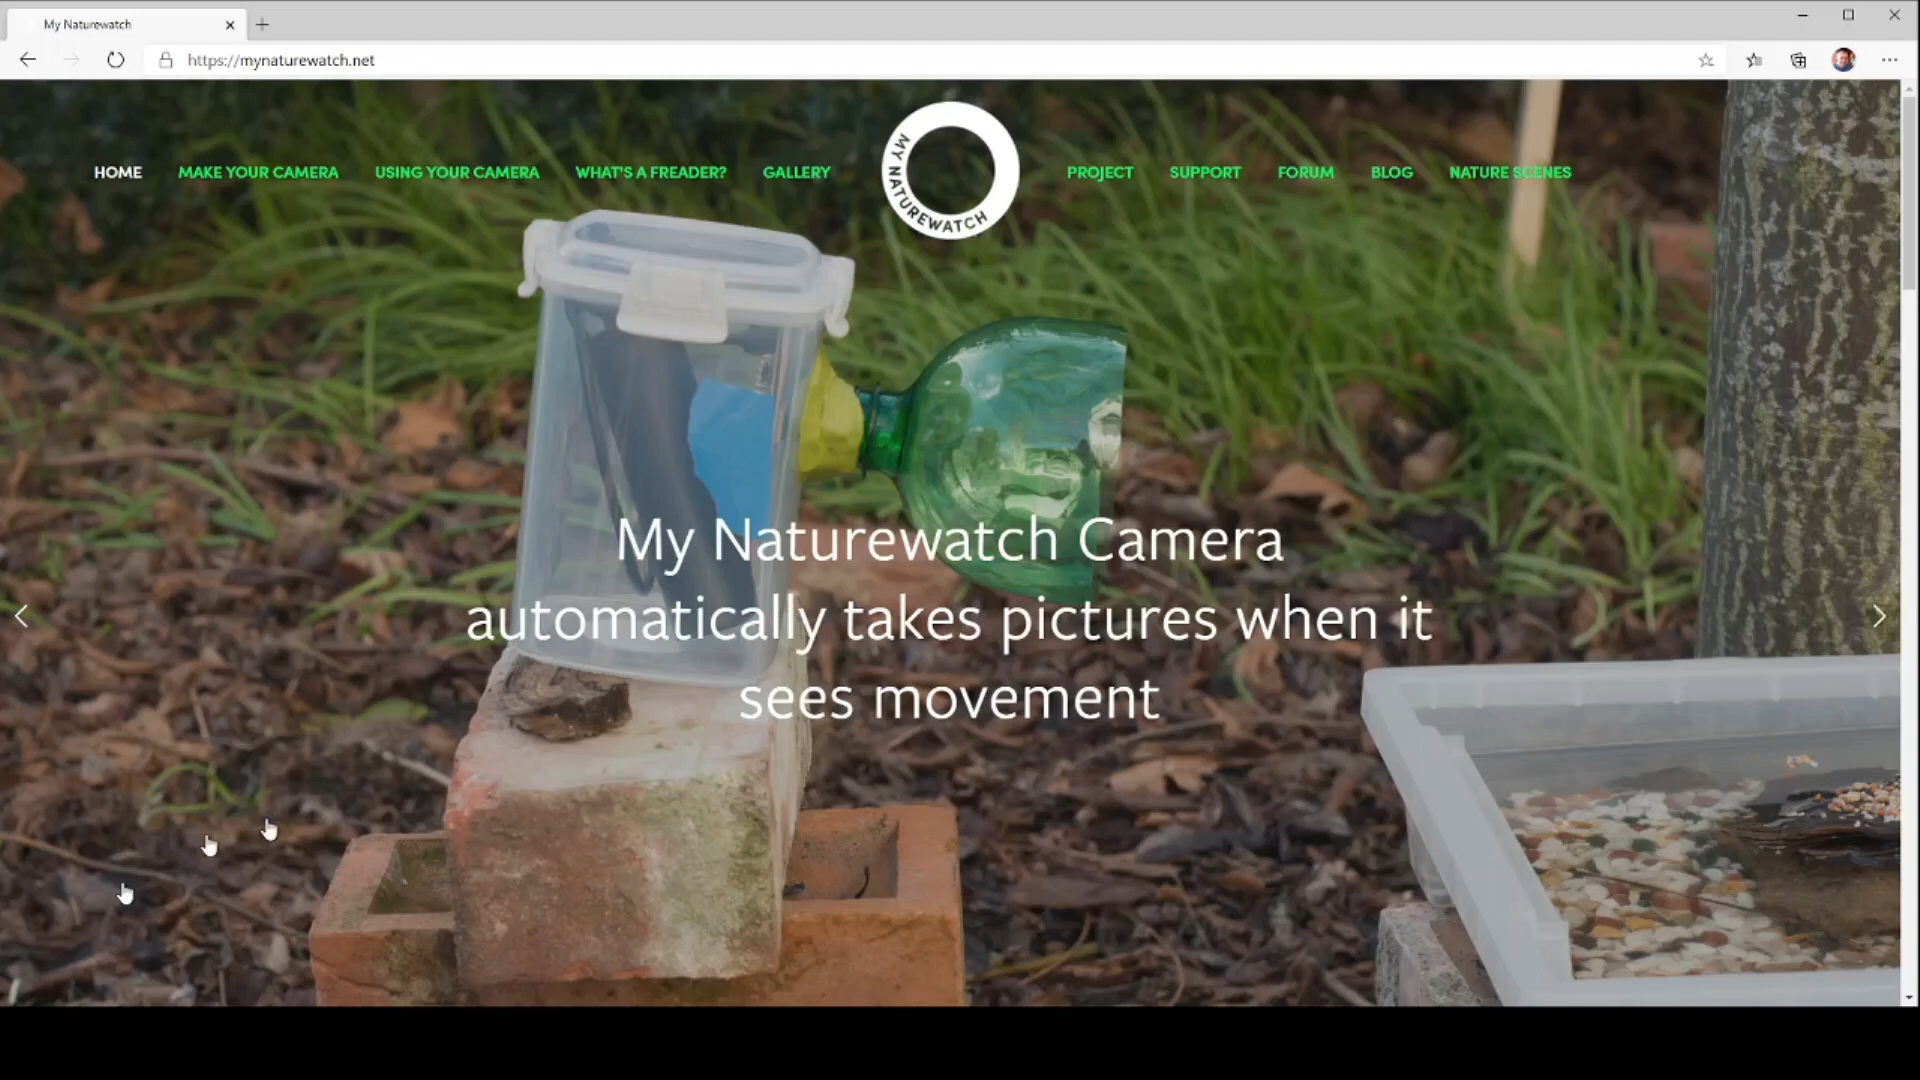 My Naturewatch
https://mynaturewatch.net
HOME MAKE YOUR CAMERA USING YOUR CAMERA WHAT'S A FREADER? GALLERY
MY NATUREWATCH
PROJECT SUPPORT FORUM BLOG NATURE SCENES
My Naturewatch Camera
automatically takes pictures when it
sees movement